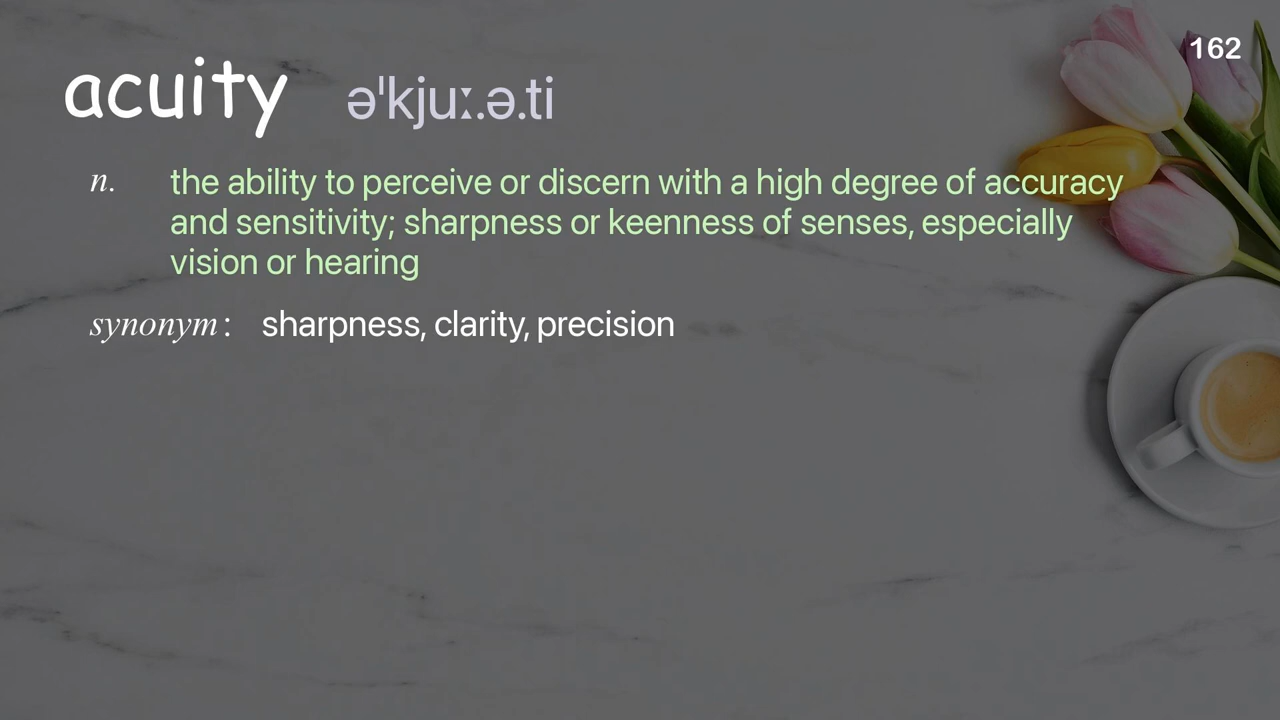 162
acuity əˈkjuː.ə.ti
n. the ability to perceive or discern with a high degree of accuracy
and sensitivity; sharpness or keenness of senses, especially
vision or hearing
synonym: sharpness, clarity, precision